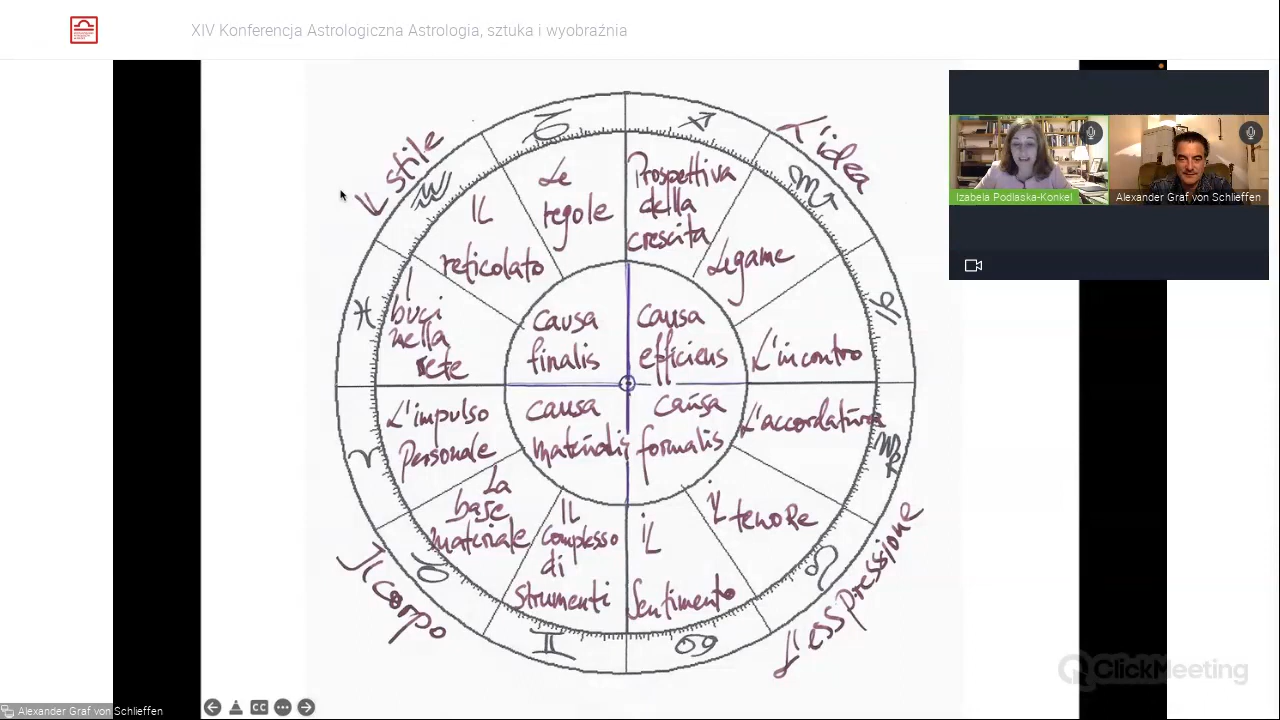 XIV Konferencja Astrologiczna Astrologia, sztuka i wyobraźnia
Izabela Podlaska-Konkel
Alexander Graf von Schlieffen
stile
L'idea
Le
regole
Prospettiva
della
crescita
IL
reticolato
Legame
I
buci
nella
rete
causa
finalis
causa
efficiens
L'incontro
L'impulso
Personale
causa
materialis
causa
formalis
L'accordatura
La
base
materiale
IL
complesso
di
strumenti
iL
Sentimento
il
tenore
Il corpo
L'esspressione
ClickMeeting
CC
Alexander Graf von Schlieffen